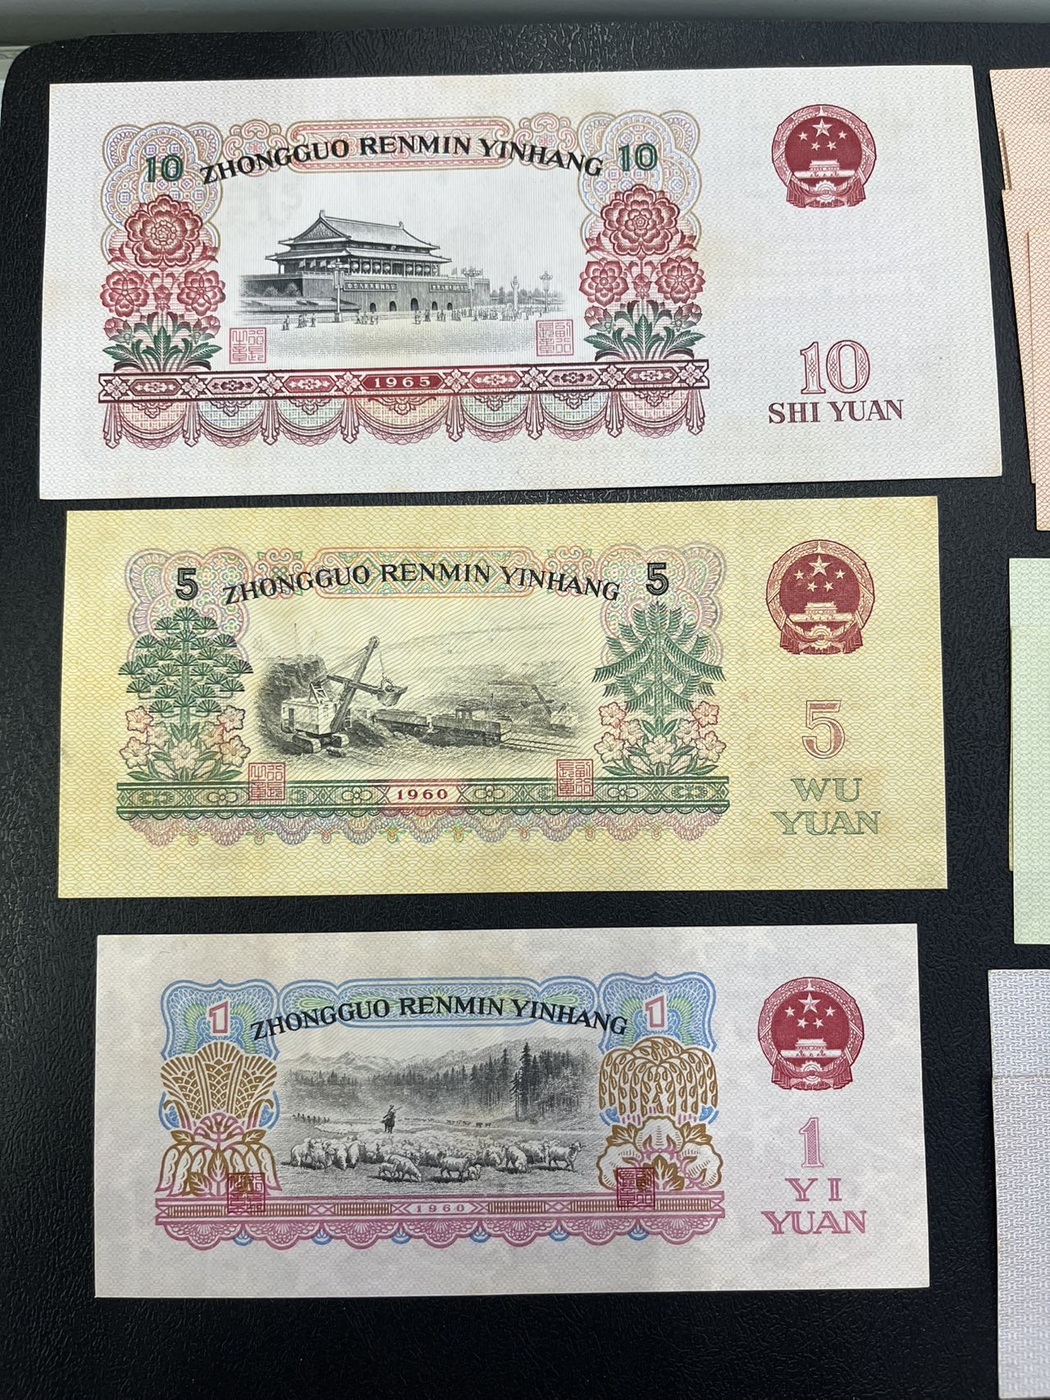 10 ZHONGGUO RENMIN YINHANG 10
1965
10
SHI YUAN
5 ZHONGGUO RENMIN YINHANG 5
1960
5
WU
YUAN
1 ZHONGGUO RENMIN YINHANG 1
1960
1
YI
YUAN